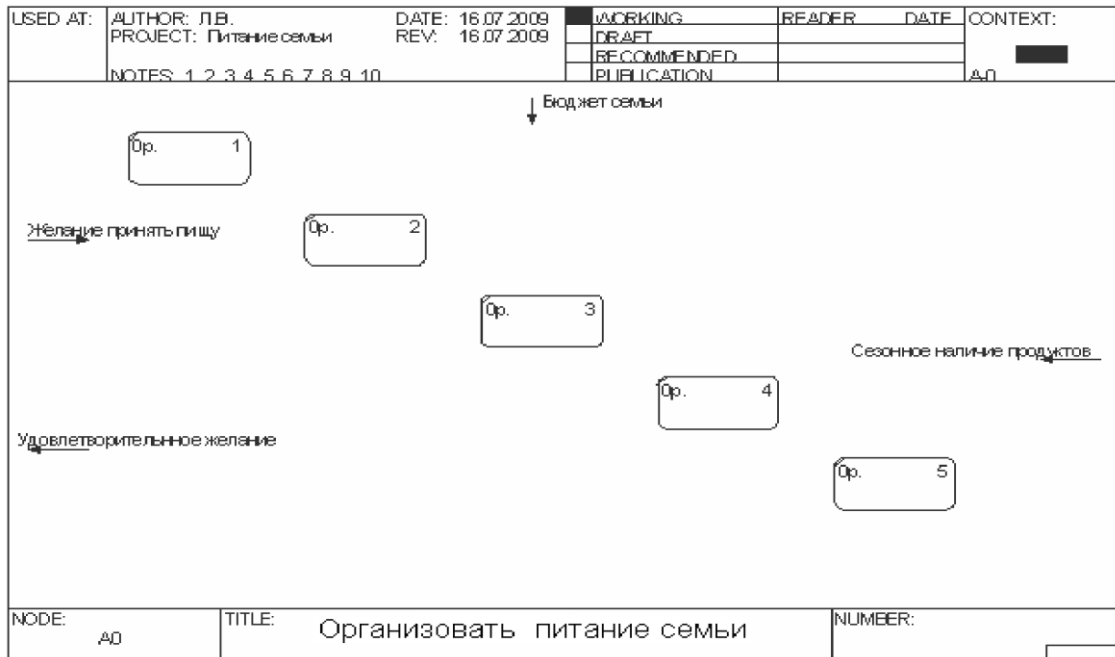 USED AT: AUTHOR: Л.В. DATE: 16.07.2009 WORKING READER DATE CONTEXT:
PROJECT: Питание семьи REV: 16.07.2009 DRAFT
RECOMMENDED
NOTES: 1 2 3 4 5 6 7 8 9 10 PUBLICATION A-0
Бюджет семьи
0р. 1
Желание принять пищу
0р. 2
0р. 3
Сезонное наличие продуктов
0р. 4
Удовлетворительнное желание
0р. 5
NODE: TITLE: NUMBER:
A0 Организовать питание семьи